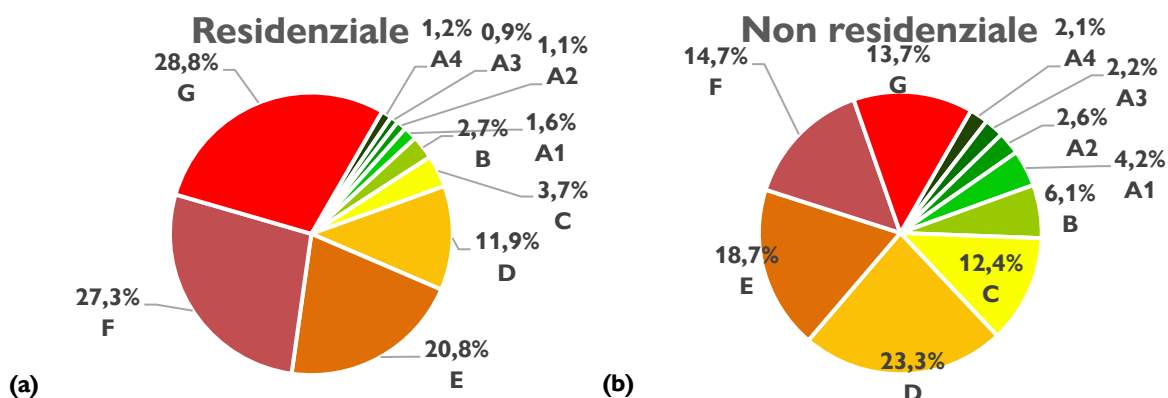 Residenziale
1,2%
A4
0,9%
A3
1,1%
A2
1,6%
A1
2,7%
B
3,7%
C
11,9%
D
20,8%
E
27,3%
F
28,8%
G
(a)
Non residenziale
2,1%
A4
2,2%
A3
2,6%
A2
4,2%
A1
6,1%
B
12,4%
C
23,3%
D
18,7%
E
14,7%
F
13,7%
G
(b)